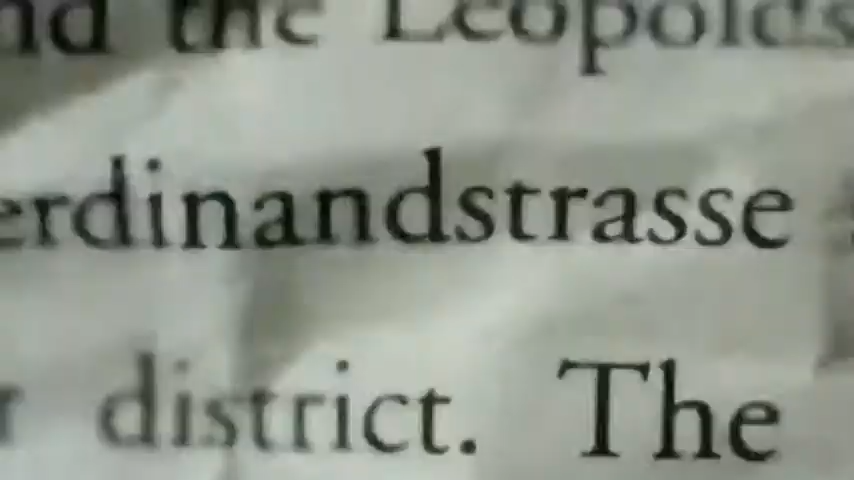 nd the Leopolds
erdinandstrasse
district. The